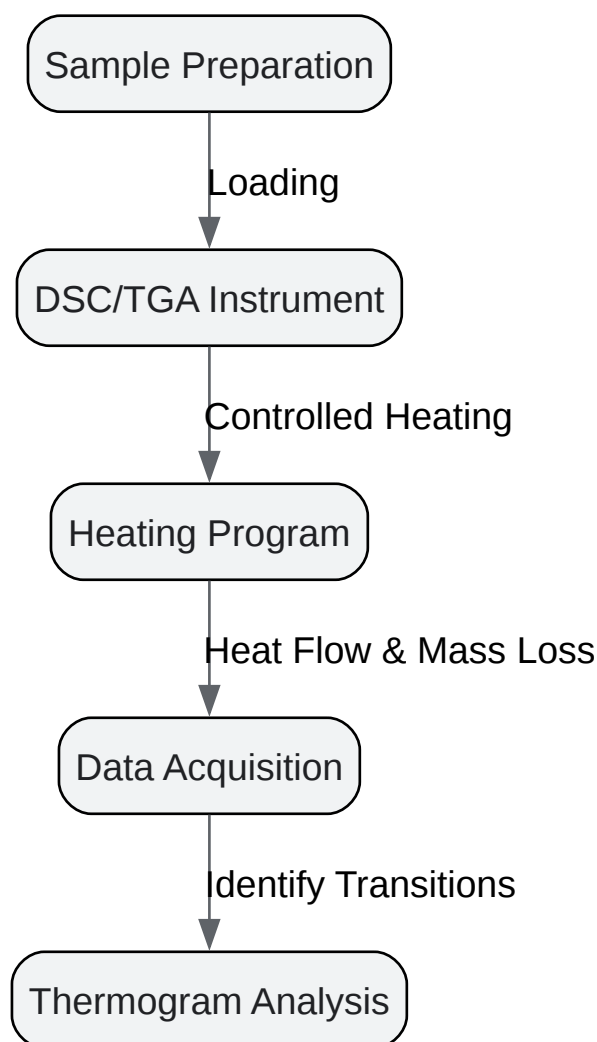 Sample Preparation
Loading
DSC/TGA Instrument
Controlled Heating
Heating Program
Heat Flow & Mass Loss
Data Acquisition
Identify Transitions
Thermogram Analysis